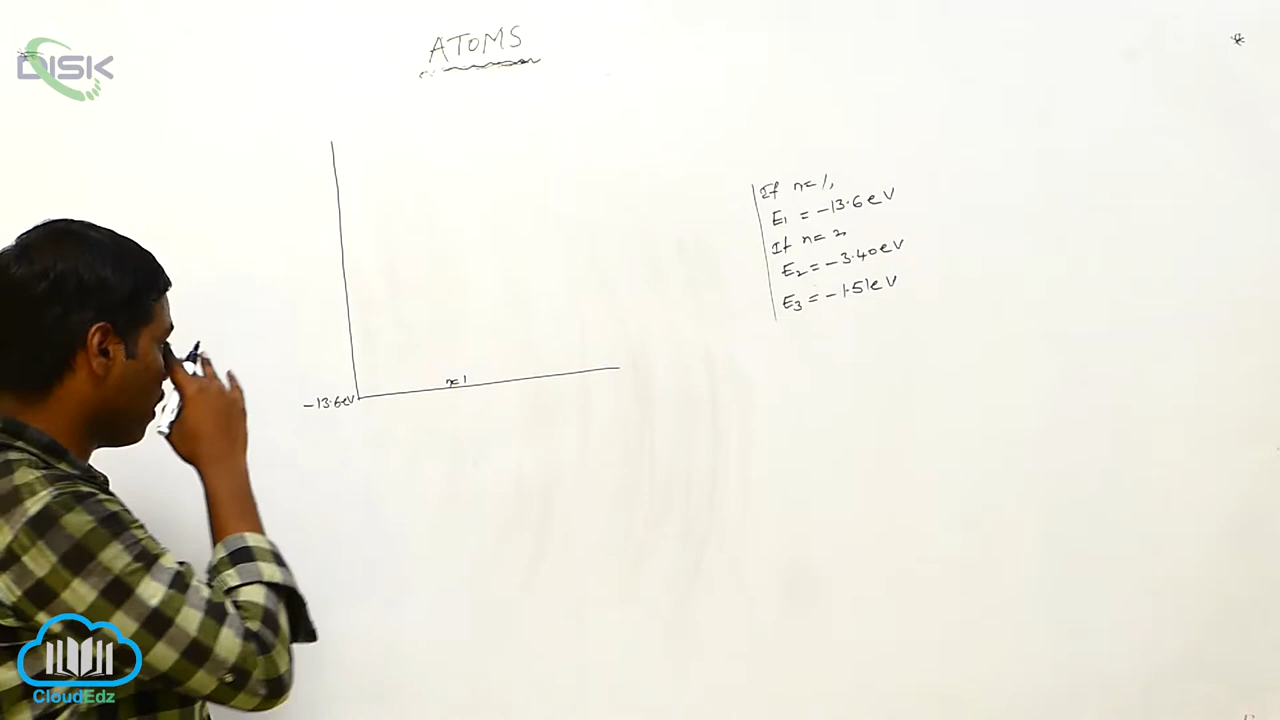 DISK
ATOMS
If n=1,
E₁ = -13.6eV
If n= 2
E₂ = -3.40eV
E₃ = -1.51eV
n=1
-13.6eV
CloudEdz